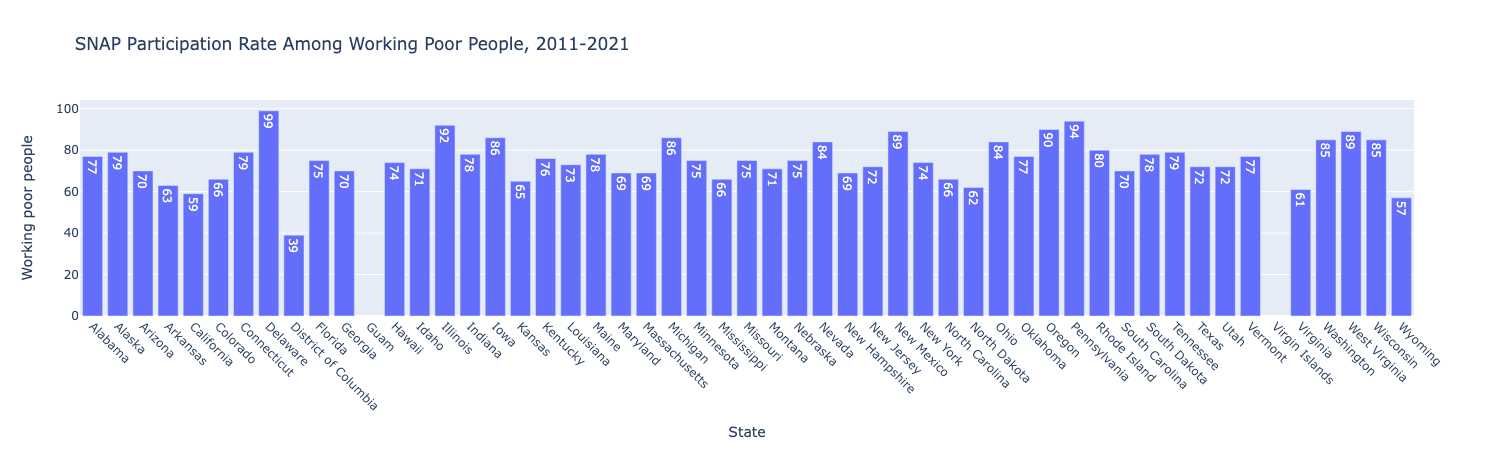 SNAP Participation Rate Among Working Poor People, 2011-2021
Working poor people
100
80
60
40
20
0
77
79
70
63
59
66
79
99
39
75
70
74
71
92
78
86
65
76
73
78
69
69
86
75
66
75
71
75
84
69
72
89
74
66
62
84
77
90
94
80
70
78
79
72
72
77
61
85
89
85
57
Alabama
Alaska
Arizona
Arkansas
California
Colorado
Connecticut
Delaware
District of Columbia
Florida
Georgia
Guam
Hawaii
Idaho
Illinois
Indiana
Iowa
Kansas
Kentucky
Louisiana
Maine
Maryland
Massachusetts
Michigan
Minnesota
Mississippi
Missouri
Montana
Nebraska
Nevada
New Hampshire
New Jersey
New Mexico
New York
North Carolina
North Dakota
Ohio
Oklahoma
Oregon
Pennsylvania
Rhode Island
South Carolina
South Dakota
Tennessee
Texas
Utah
Vermont
Virgin Islands
Virginia
Washington
West Virginia
Wisconsin
Wyoming
State